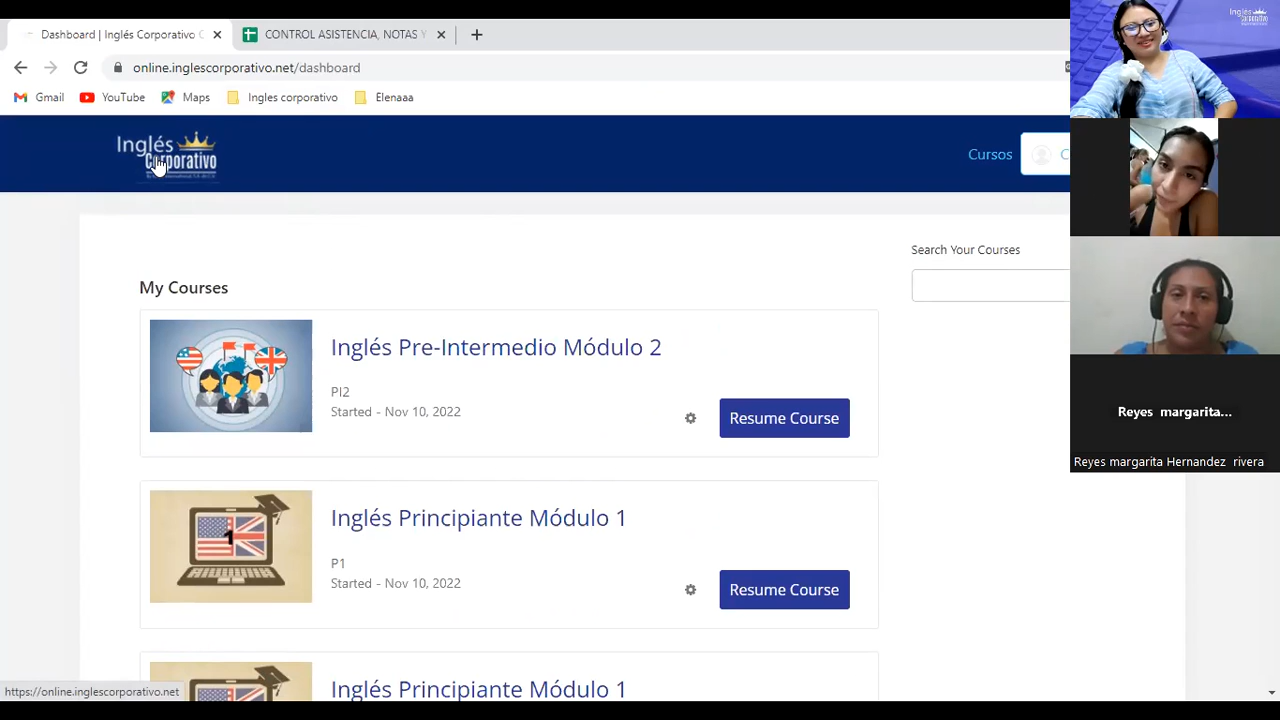 Dashboard | Inglés Corporativo
CONTROL ASISTENCIA, NOTAS Y
online.inglescorporativo.net/dashboard
Gmail
YouTube
Maps
Ingles corporativo
Elenaaa
Inglés
Corporativo
Cursos
Search Your Courses
My Courses
Inglés Pre-Intermedio Módulo 2
PI2
Started - Nov 10, 2022
Resume Course
Inglés Principiante Módulo 1
1
P1
Started - Nov 10, 2022
Resume Course
Inglés Principiante Módulo 1
https://online.inglescorporativo.net
Inglés
Corporativo
Reyes margarita...
Reyes margarita Hernandez rivera